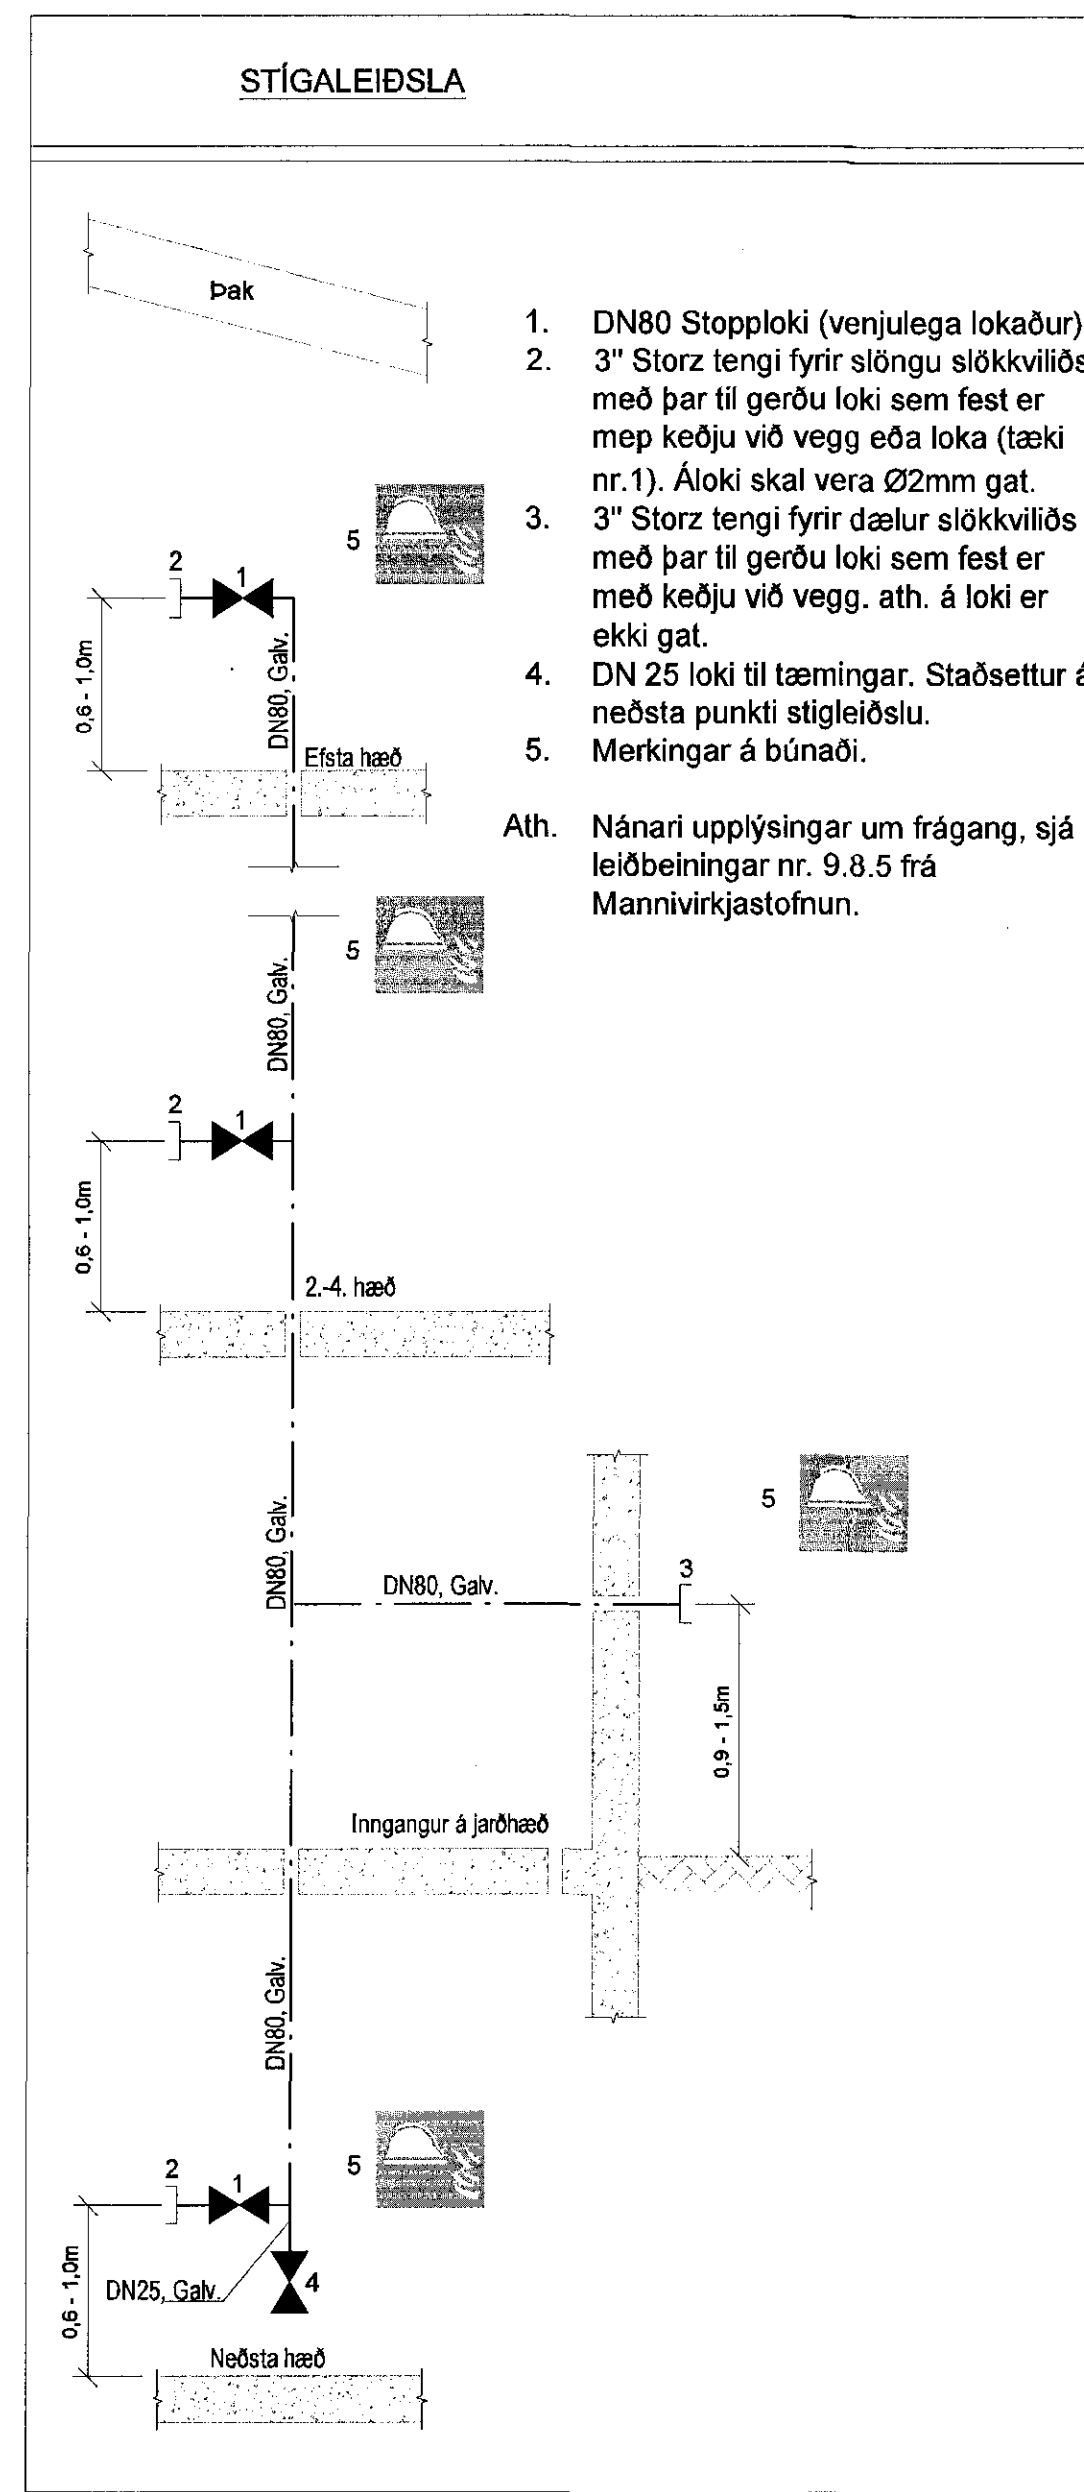 STÍGALEIÐSLA
Þak
1. DN80 Stopploki (venjulega lokaður)
2. 3" Storz tengi fyrir slöngu slökkviliðs
með þar til gerðu loki sem fest er
mep keðju við vegg eða loka (tæki
nr.1). Áloki skal vera Ø2mm gat.
3. 3" Storz tengi fyrir dælur slökkviliðs
með þar til gerðu loki sem fest er
með keðju við vegg. ath. á loki er
ekki gat.
4. DN 25 loki til tæmingar. Staðsettur á
neðsta punkti stigleiðslu.
5. Merkingar á búnaði.
Ath. Nánari upplýsingar um frágang, sjá
leiðbeiningar nr. 9.8.5 frá
Mannivirkjastofnun.
5
2
1
0,6 - 1,0m
DN80, Galv.
Efsta hæð
5
DN80, Galv.
2
1
0,6 - 1,0m
2.-4. hæð
5
DN80, Galv.
DN80, Galv.
3
0,9 - 1,5m
Inngangur á jarðhæð
DN80, Galv.
5
2
1
0,6 - 1,0m
DN25, Galv.
4
Neðsta hæð